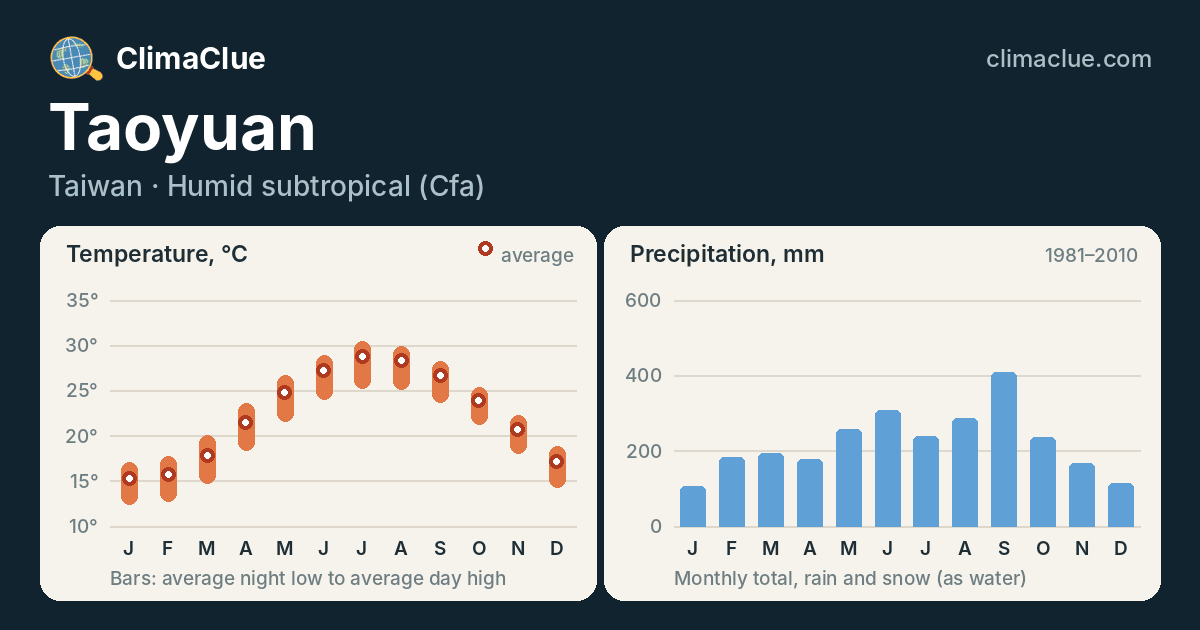 ClimaClue
climaclue.com
Taoyuan
Taiwan · Humid subtropical (Cfa)
Temperature, °C
average
35°
30°
25°
20°
15°
10°
J F M A M J J A S O N D
Bars: average night low to average day high
Precipitation, mm
1981–2010
600
400
200
0
J F M A M J J A S O N D
Monthly total, rain and snow (as water)